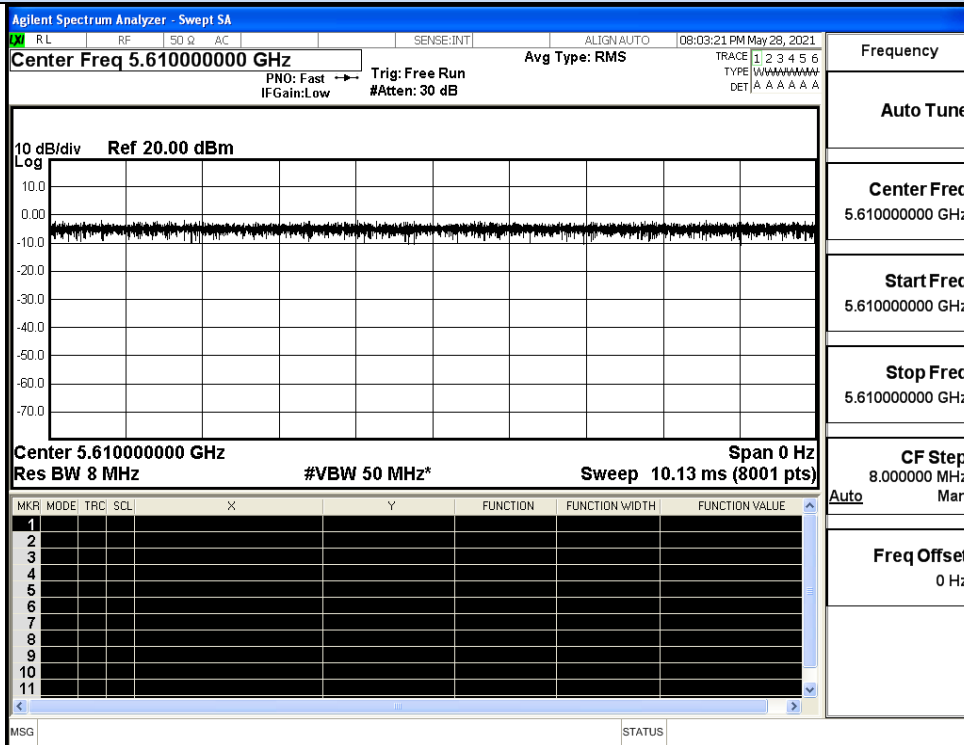 Agilent Spectrum Analyzer - Swept SA
LXI RL RF 50 Ω AC SENSE:INT ALIGN AUTO 08:03:21 PM May 28, 2021
Center Freq 5.610000000 GHz
PNO: Fast
IFGain:Low
Trig: Free Run
#Atten: 30 dB
Avg Type: RMS
TRACE 1 2 3 4 5 6
TYPE WWWWWW
DET A A A A A A
10 dB/div Ref 20.00 dBm
Log
10.0
0.00
-10.0
-20.0
-30.0
-40.0
-50.0
-60.0
-70.0
Center 5.610000000 GHz Span 0 Hz
Res BW 8 MHz #VBW 50 MHz* Sweep 10.13 ms (8001 pts)
MKR MODE TRC SCL X Y FUNCTION FUNCTION WIDTH FUNCTION VALUE
1
2
3
4
5
6
7
8
9
10
11
MSG STATUS
Frequency
Auto Tune
Center Freq
5.610000000 GHz
Start Freq
5.610000000 GHz
Stop Freq
5.610000000 GHz
CF Step
8.000000 MHz
Auto Man
Freq Offset
0 Hz